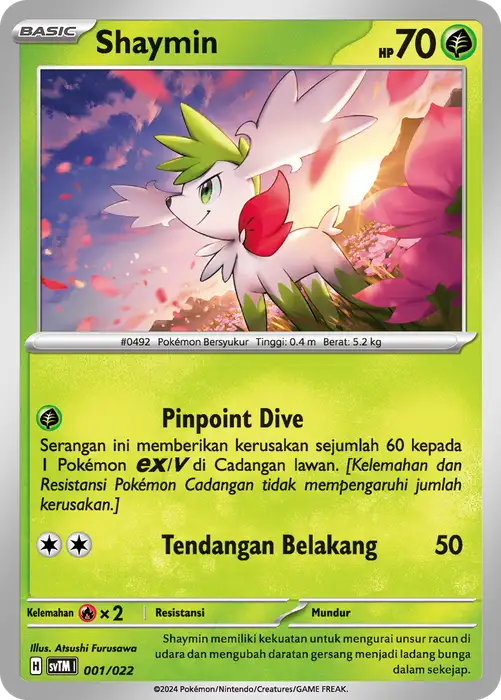 BASIC Shaymin HP 70
#0492 Pokémon Bersyukur Tinggi: 0.4 m Berat: 5.2 kg
Pinpoint Dive
Serangan ini memberikan kerusakan sejumlah 60 kepada
1 Pokémon ex/V di Cadangan lawan. [Kelemahan dan
Resistansi Pokémon Cadangan tidak mempengaruhi jumlah
kerusakan.]
Tendangan Belakang 50
Kelemahan × 2 Resistansi Mundur
Illus. Atsushi Furusawa
H svTM I 001/022
Shaymin memiliki kekuatan untuk mengurai unsur racun di
udara dan mengubah daratan gersang menjadi ladang bunga
dalam sekejap.
©2024 Pokémon/Nintendo/Creatures/GAME FREAK.